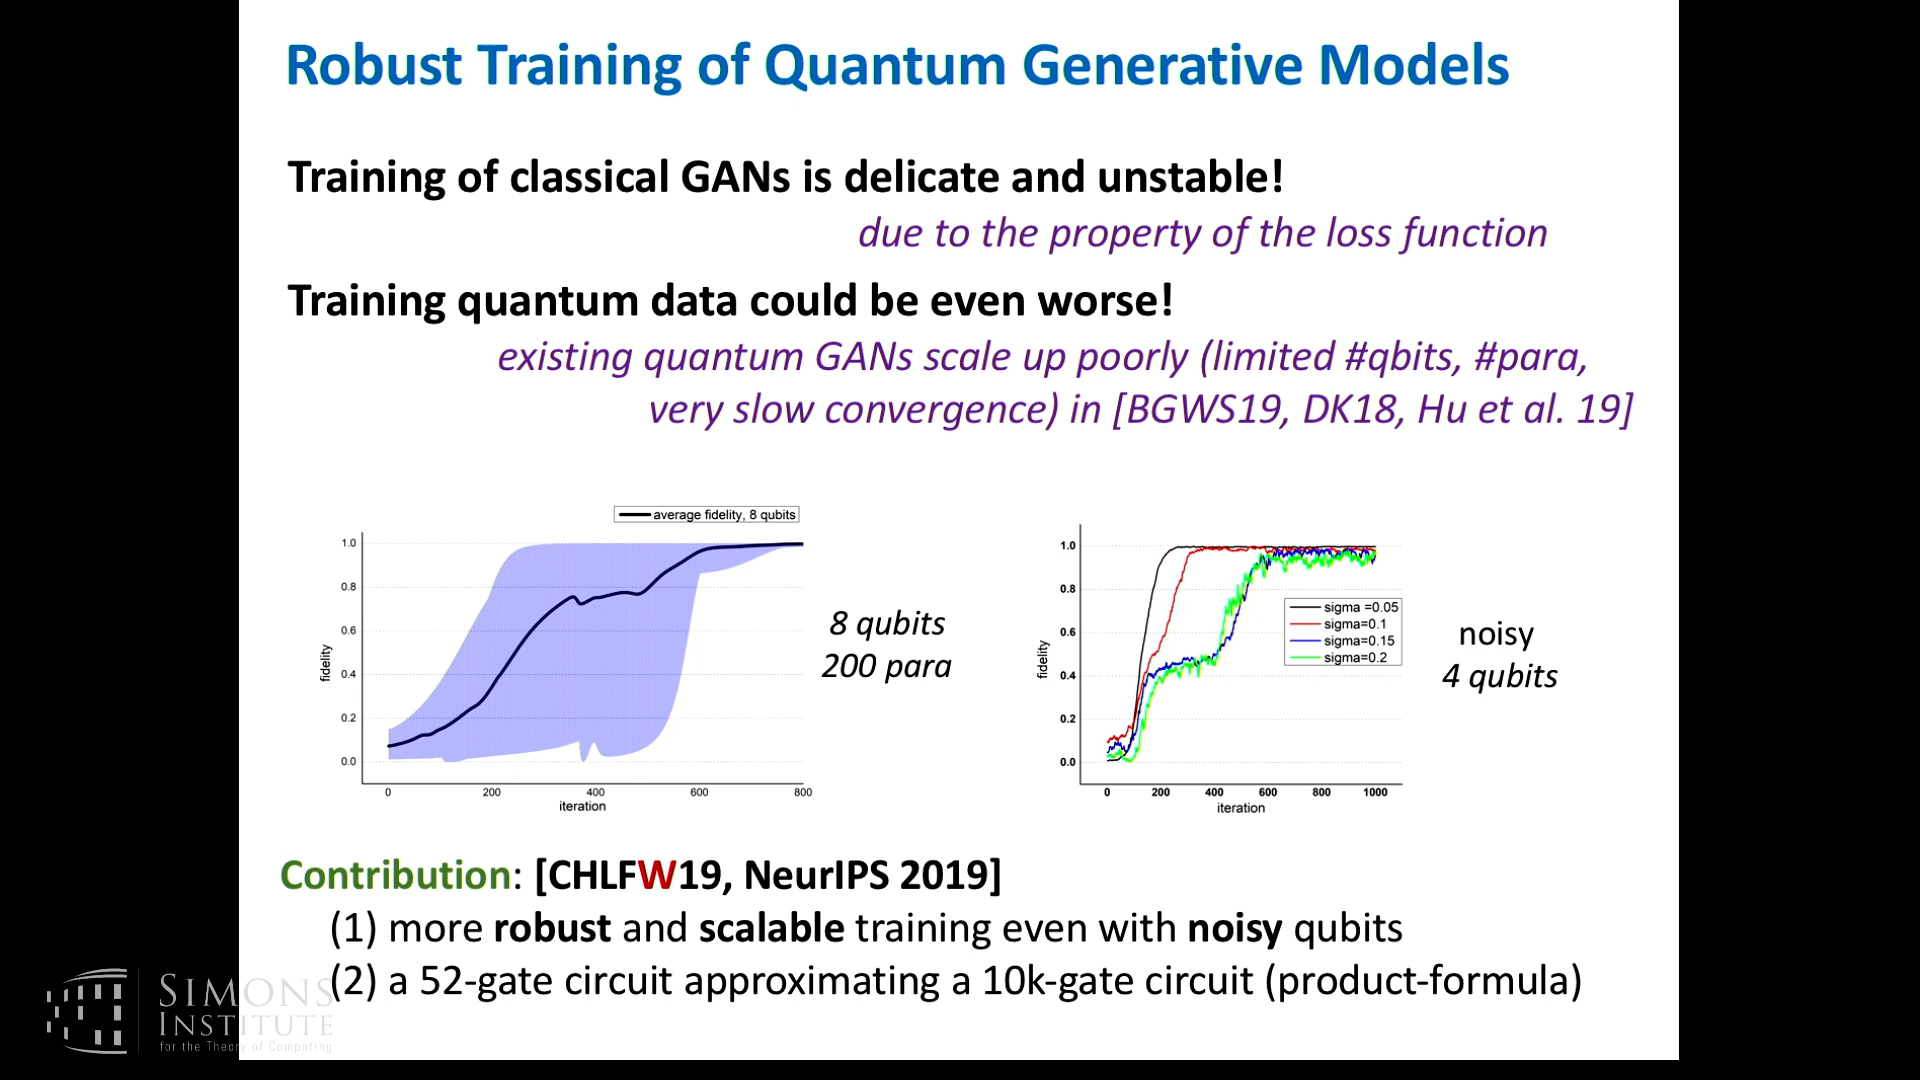 Robust Training of Quantum Generative Models
Training of classical GANs is delicate and unstable!
due to the property of the loss function
Training quantum data could be even worse!
existing quantum GANs scale up poorly (limited #qbits, #para,
very slow convergence) in [BGWS19, DK18, Hu et al. 19]
average fidelity, 8 qubits
1.0
0.8
0.6
0.4
0.2
0.0
fidelity
0 200 400 600 800
iteration
8 qubits
200 para
1.0
0.8
0.6
0.4
0.2
0.0
fidelity
sigma =0.05
sigma=0.1
sigma=0.15
sigma=0.2
0 200 400 600 800 1000
iteration
noisy
4 qubits
Contribution: [CHLFW19, NeurIPS 2019]
(1) more robust and scalable training even with noisy qubits
(2) a 52-gate circuit approximating a 10k-gate circuit (product-formula)
SIMONS
INSTITUTE
for the Theory of Computing